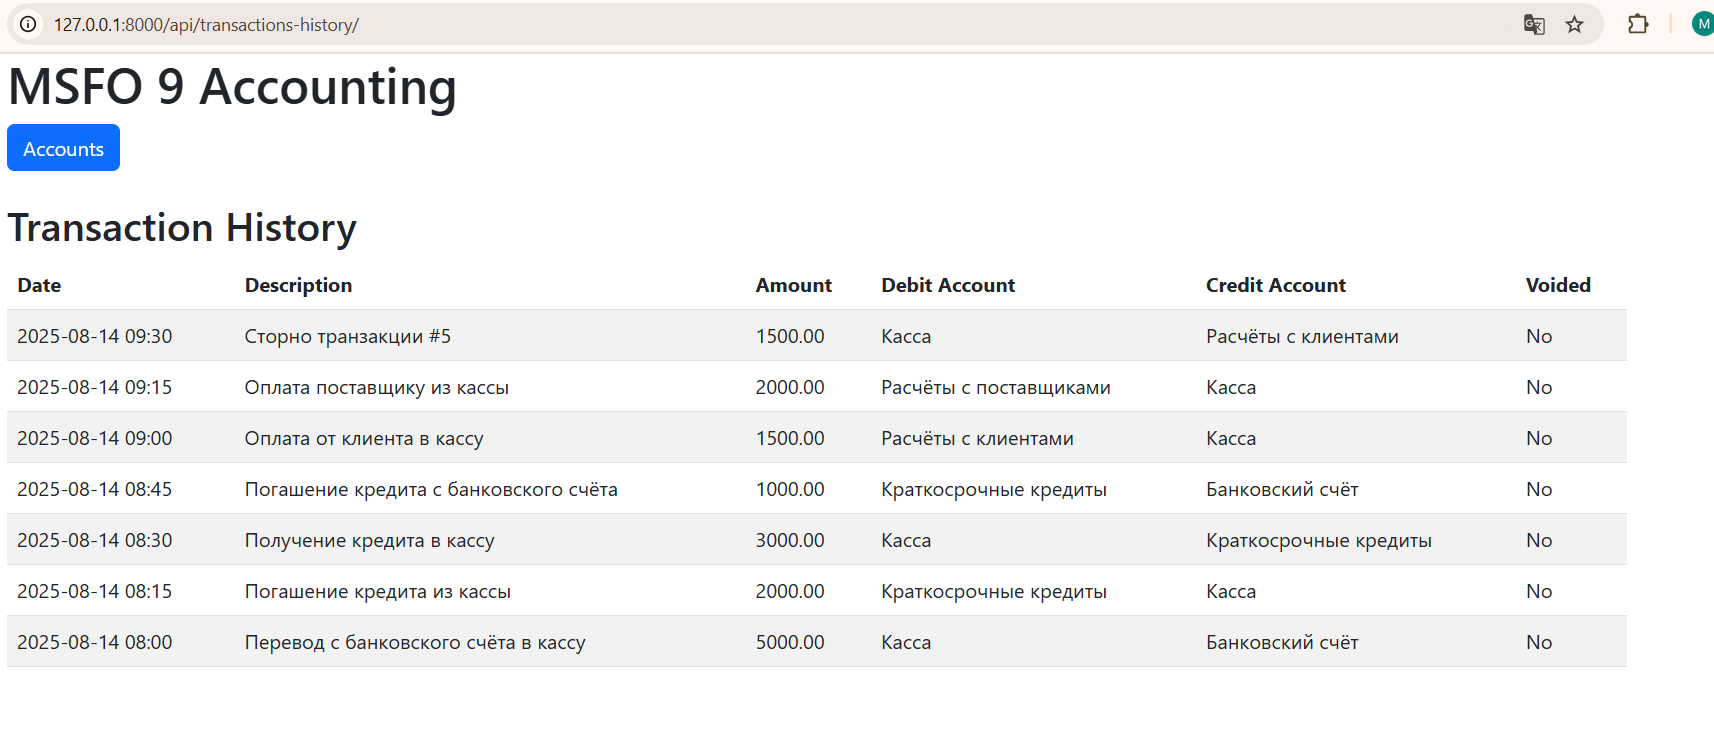 127.0.0.1:8000/api/transactions-history/
M
MSFO 9 Accounting
Accounts
Transaction History
Date Description Amount Debit Account Credit Account Voided
2025-08-14 09:30 Сторно транзакции #5 1500.00 Касса Расчёты с клиентами No
2025-08-14 09:15 Оплата поставщику из кассы 2000.00 Расчёты с поставщиками Касса No
2025-08-14 09:00 Оплата от клиента в кассу 1500.00 Расчёты с клиентами Касса No
2025-08-14 08:45 Погашение кредита с банковского счёта 1000.00 Краткосрочные кредиты Банковский счёт No
2025-08-14 08:30 Получение кредита в кассу 3000.00 Касса Краткосрочные кредиты No
2025-08-14 08:15 Погашение кредита из кассы 2000.00 Краткосрочные кредиты Касса No
2025-08-14 08:00 Перевод с банковского счёта в кассу 5000.00 Касса Банковский счёт No